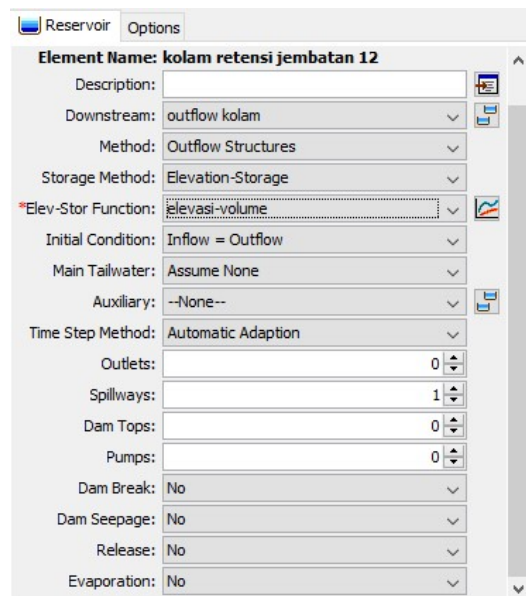 Reservoir Options
Element Name: kolam retensi jembatan 12
Description:
Downstream: outflow kolam
Method: Outflow Structures
Storage Method: Elevation-Storage
*Elev-Stor Function: elevasi-volume
Initial Condition: Inflow = Outflow
Main Tailwater: Assume None
Auxiliary: --None--
Time Step Method: Automatic Adaption
Outlets: 0
Spillways: 1
Dam Tops: 0
Pumps: 0
Dam Break: No
Dam Seepage: No
Release: No
Evaporation: No